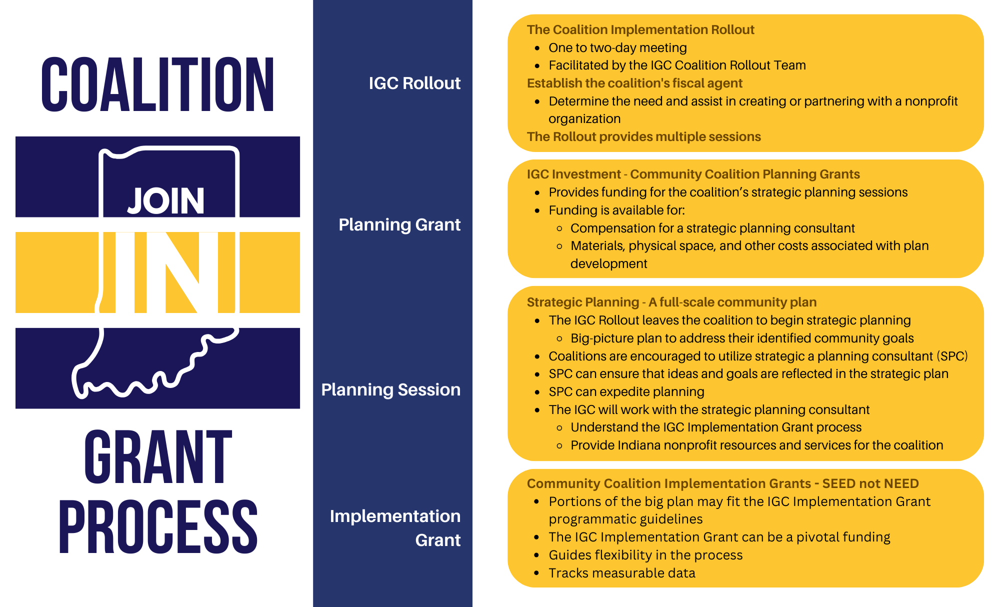 COALITION
JOIN
IN
GRANT
PROCESS
IGC Rollout
The Coalition Implementation Rollout
• One to two-day meeting
• Facilitated by the IGC Coalition Rollout Team
Establish the coalition's fiscal agent
• Determine the need and assist in creating or partnering with a nonprofit
organization
The Rollout provides multiple sessions
Planning Grant
IGC Investment - Community Coalition Planning Grants
• Provides funding for the coalition’s strategic planning sessions
• Funding is available for:
◦ Compensation for a strategic planning consultant
◦ Materials, physical space, and other costs associated with plan
development
Planning Session
Strategic Planning - A full-scale community plan
• The IGC Rollout leaves the coalition to begin strategic planning
◦ Big-picture plan to address their identified community goals
• Coalitions are encouraged to utilize strategic a planning consultant (SPC)
• SPC can ensure that ideas and goals are reflected in the strategic plan
• SPC can expedite planning
• The IGC will work with the strategic planning consultant
◦ Understand the IGC Implementation Grant process
◦ Provide Indiana nonprofit resources and services for the coalition
Implementation
Grant
Community Coalition Implementation Grants - SEED not NEED
• Portions of the big plan may fit the IGC Implementation Grant
programmatic guidelines
• The IGC Implementation Grant can be a pivotal funding
• Guides flexibility in the process
• Tracks measurable data